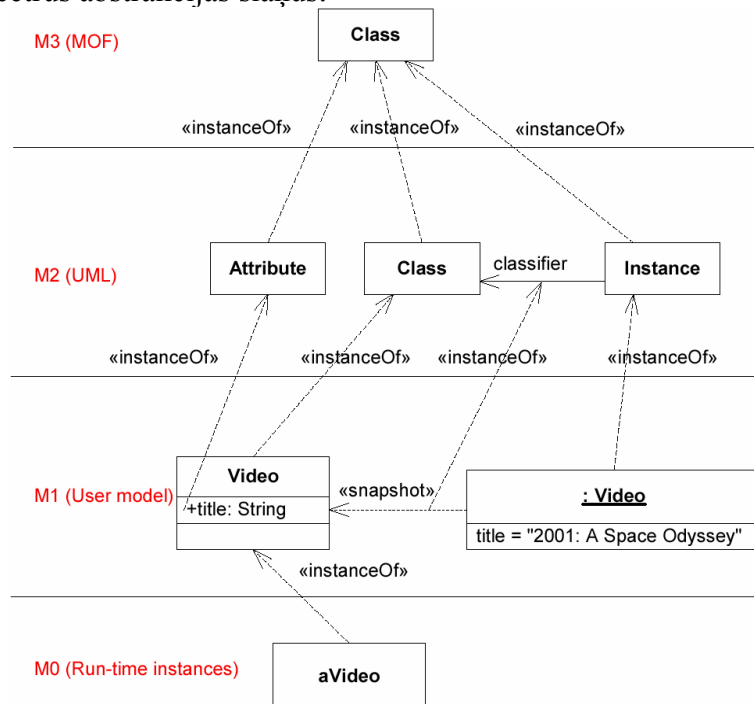 M3 (MOF)
Class
«instanceOf» «instanceOf» «instanceOf»
M2 (UML)
Attribute
Class
classifier
Instance
«instanceOf» «instanceOf» «instanceOf» «instanceOf»
M1 (User model)
Video
+title: String
«snapshot»
: Video
title = "2001: A Space Odyssey"
«instanceOf»
M0 (Run-time instances)
aVideo